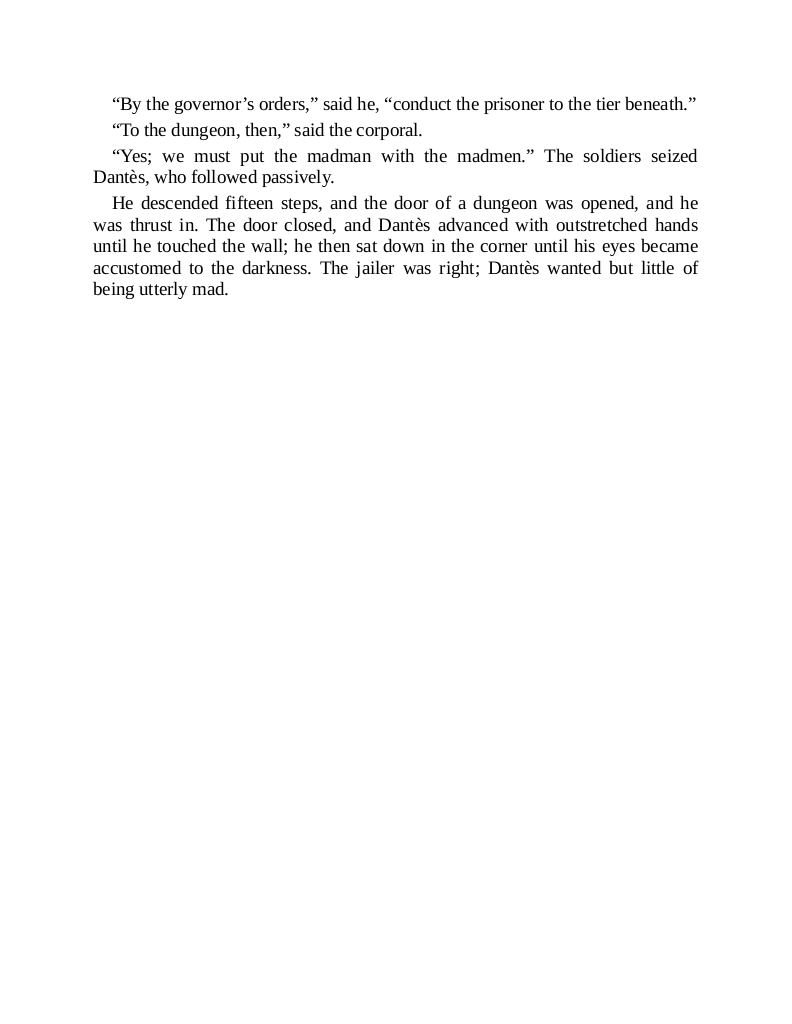 “By the governor’s orders,” said he, “conduct the prisoner to the tier beneath.”
“To the dungeon, then,” said the corporal.
“Yes; we must put the madman with the madmen.” The soldiers seized
Dantès, who followed passively.
He descended fifteen steps, and the door of a dungeon was opened, and he
was thrust in. The door closed, and Dantès advanced with outstretched hands
until he touched the wall; he then sat down in the corner until his eyes became
accustomed to the darkness. The jailer was right; Dantès wanted but little of
being utterly mad.